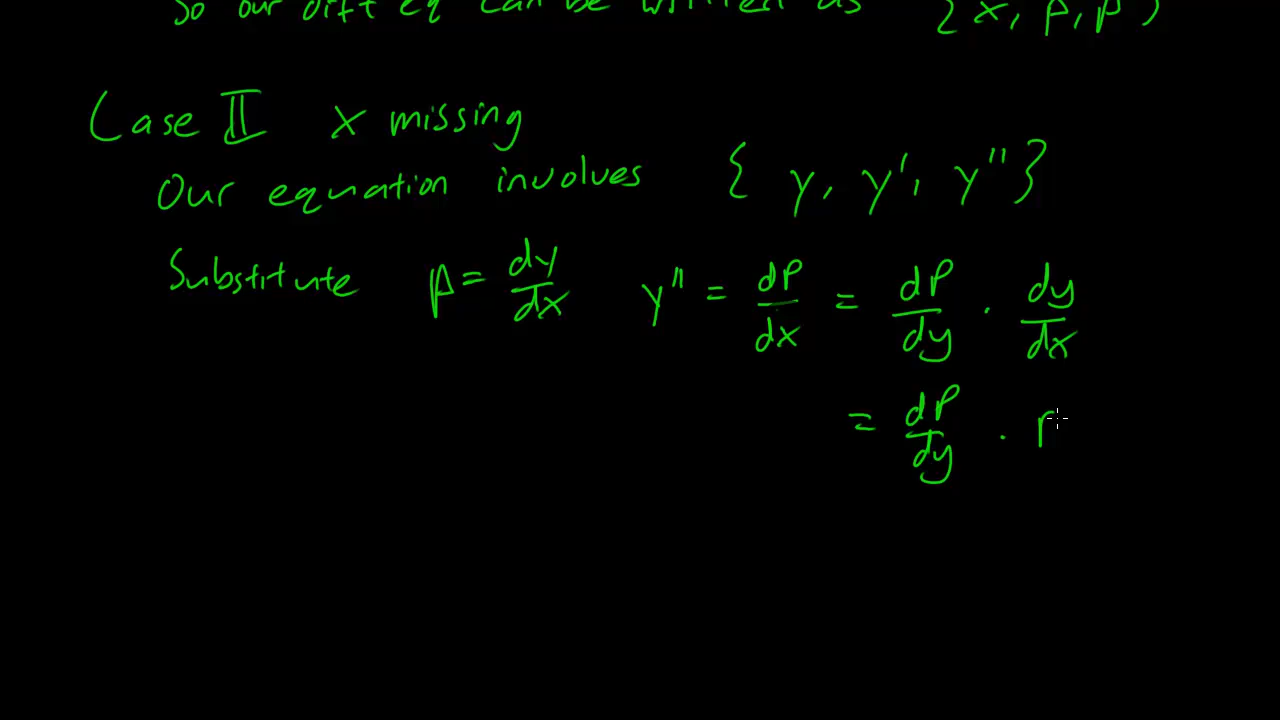 So our diff eq can be written as { x, p, p' }
Case II x missing
Our equation involves { y, y', y'' }
Substitute p = dy/dx y'' = dP/dx = dP/dy · dy/dx
= dP/dy ·